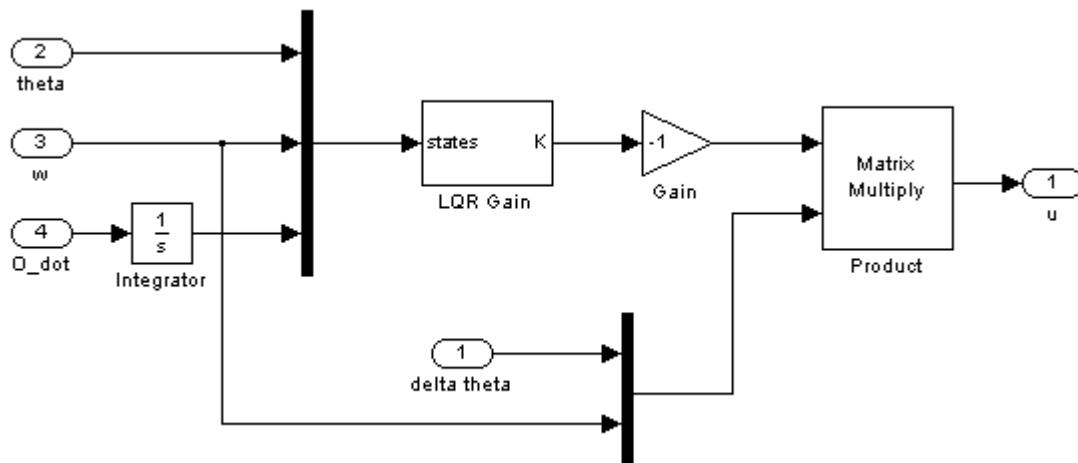 2
theta
3
w
4
O_dot
1
s
Integrator
states
K
LQR Gain
-1
Gain
Matrix
Multiply
Product
1
u
1
delta theta